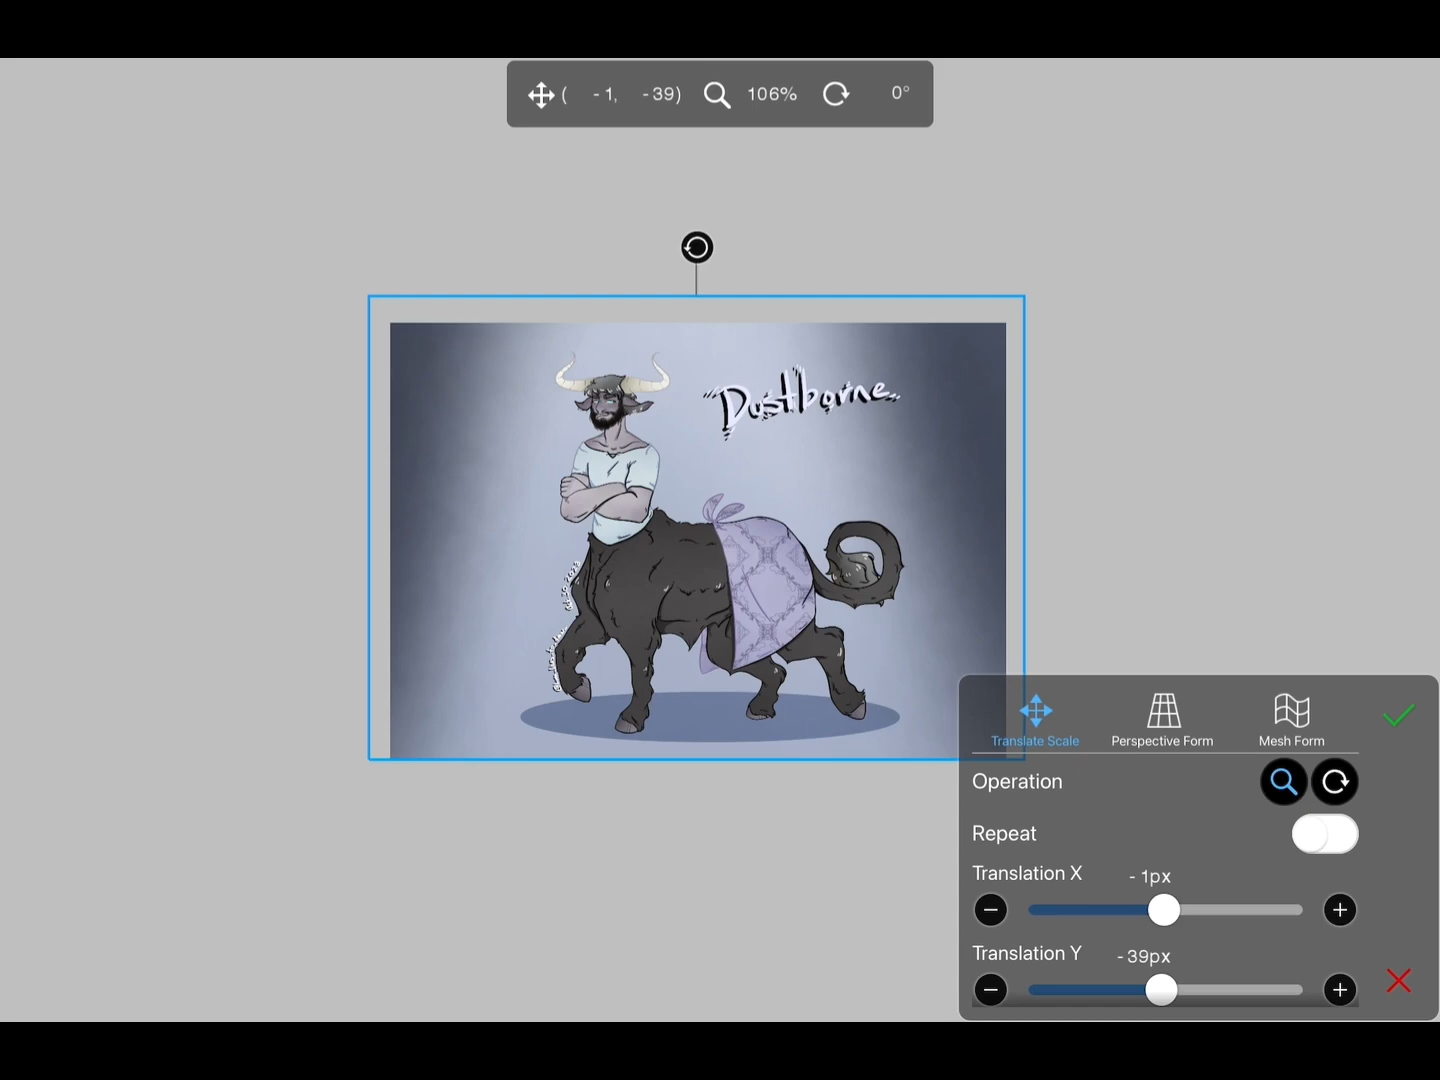 ( -1, -39) 106% 0°
"Dustborne"
Translate Scale
Perspective Form
Mesh Form
Operation
Repeat
Translation X -1px
Translation Y -39px